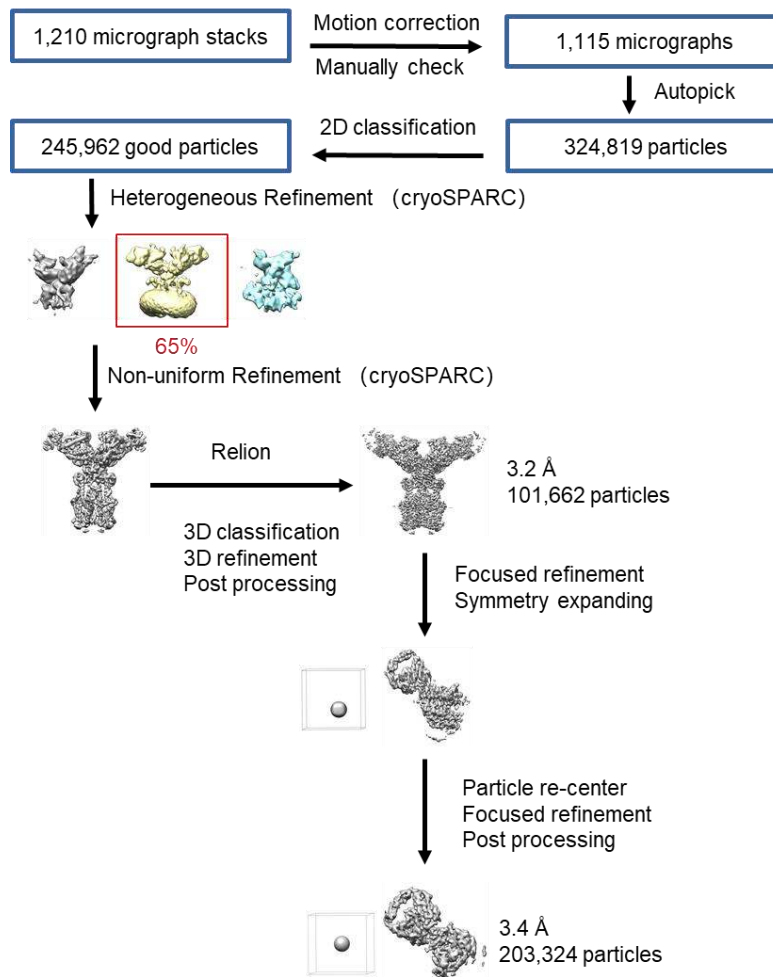 1,210 micrograph stacks
Motion correction
Manually check
1,115 micrographs
Autopick
324,819 particles
2D classification
245,962 good particles
Heterogeneous Refinement (cryoSPARC)
65%
Non-uniform Refinement (cryoSPARC)
Relion
3D classification
3D refinement
Post processing
3.2 Å
101,662 particles
Focused refinement
Symmetry expanding
Particle re-center
Focused refinement
Post processing
3.4 Å
203,324 particles